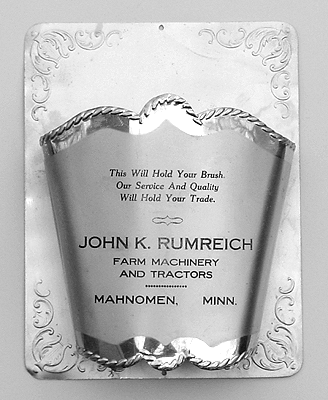 This Will Hold Your Brush.
Our Service And Quality
Will Hold Your Trade.
JOHN K. RUMREICH
FARM MACHINERY
AND TRACTORS
MAHNOMEN, MINN.